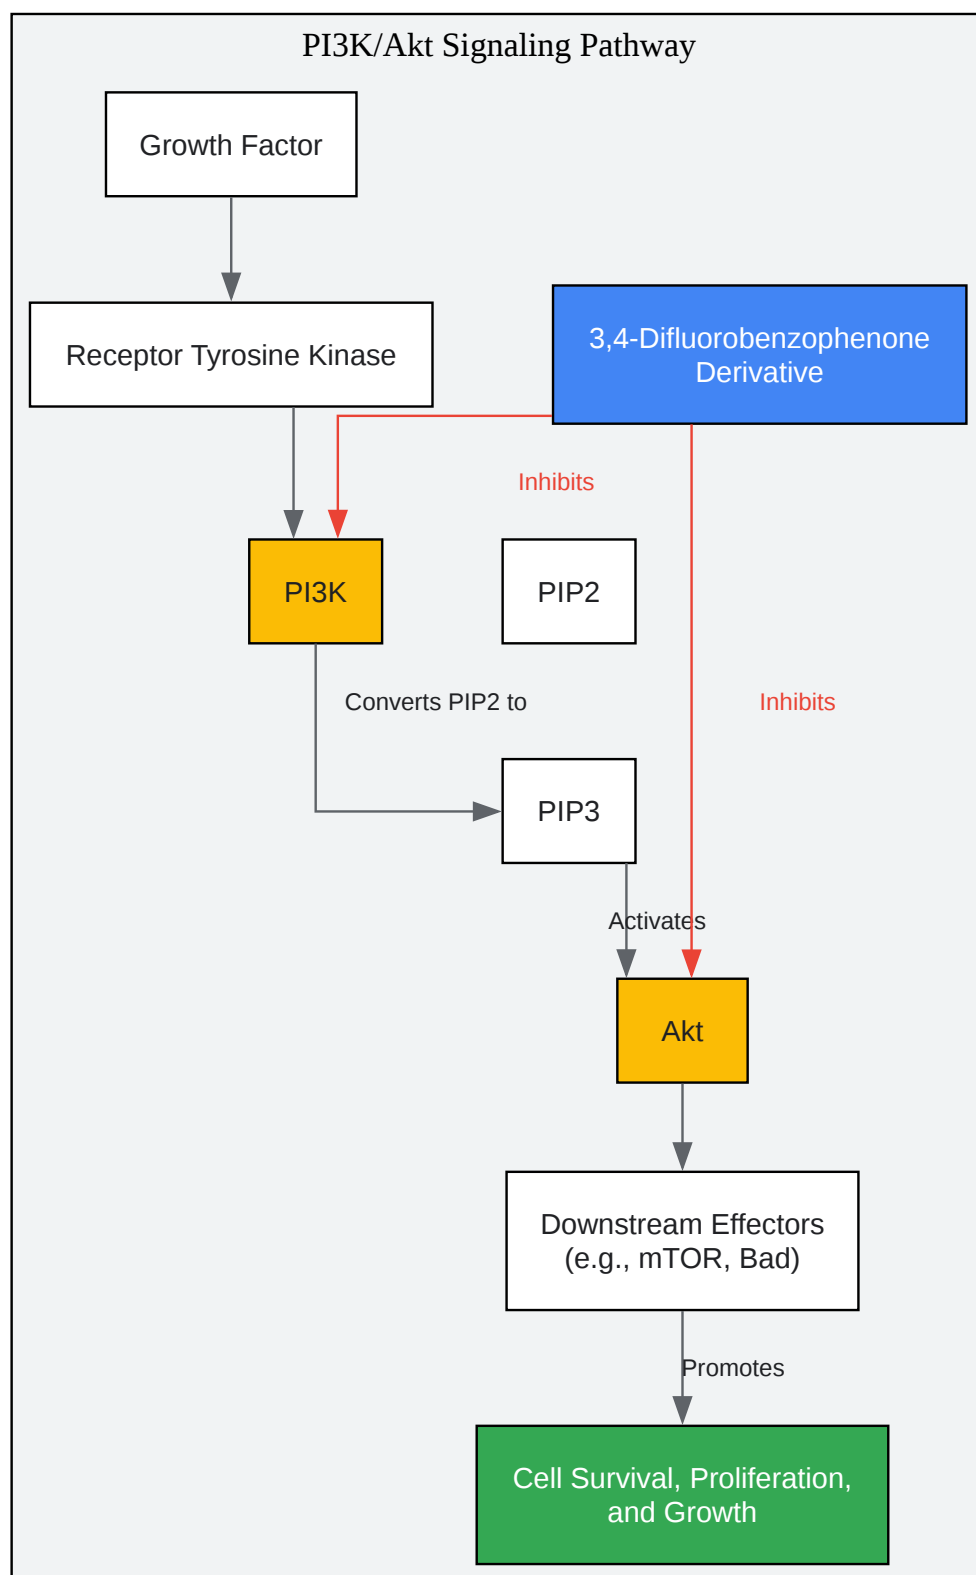 PI3K/Akt Signaling Pathway
Growth Factor
Receptor Tyrosine Kinase
3,4-Difluorobenzophenone
Derivative
Inhibits
PI3K
PIP2
Converts PIP2 to
Inhibits
PIP3
Activates
Akt
Downstream Effectors
(e.g., mTOR, Bad)
Promotes
Cell Survival, Proliferation,
and Growth